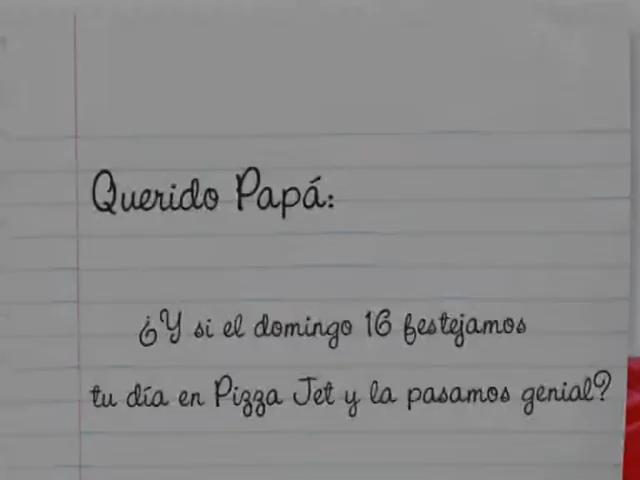 Querido Papá:
¿Y si el domingo 16 festejamos
tu día en Pizza Jet y la pasamos genial?